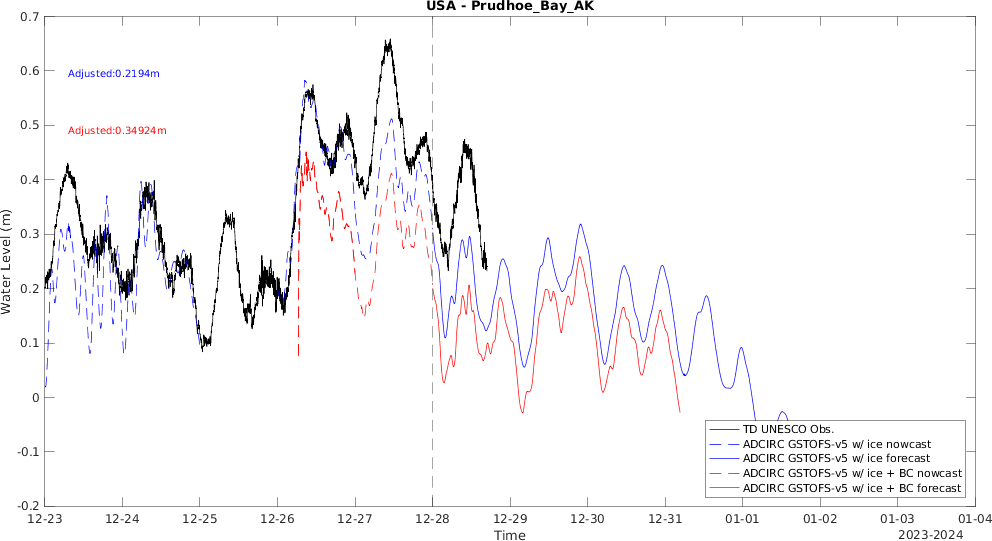 USA - Prudhoe_Bay_AK
Water Level (m)
0.7
0.6
0.5
0.4
0.3
0.2
0.1
0
-0.1
-0.2
Adjusted:0.2194m
Adjusted:0.34924m
TD UNESCO Obs.
ADCIRC GSTOFS-v5 w/ ice nowcast
ADCIRC GSTOFS-v5 w/ ice forecast
ADCIRC GSTOFS-v5 w/ ice + BC nowcast
ADCIRC GSTOFS-v5 w/ ice + BC forecast
12-23 12-24 12-25 12-26 12-27 12-28 12-29 12-30 12-31 01-01 01-02 01-03 01-04
Time
2023-2024